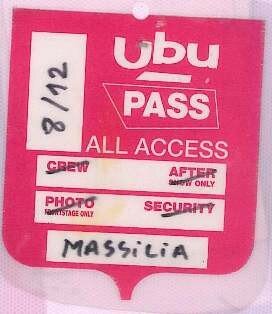 Ubu
8/12
PASS
ALL ACCESS
CREW AFTER
SHOW ONLY
PHOTO SECURITY
FRONTSTAGE ONLY
MASSILIA